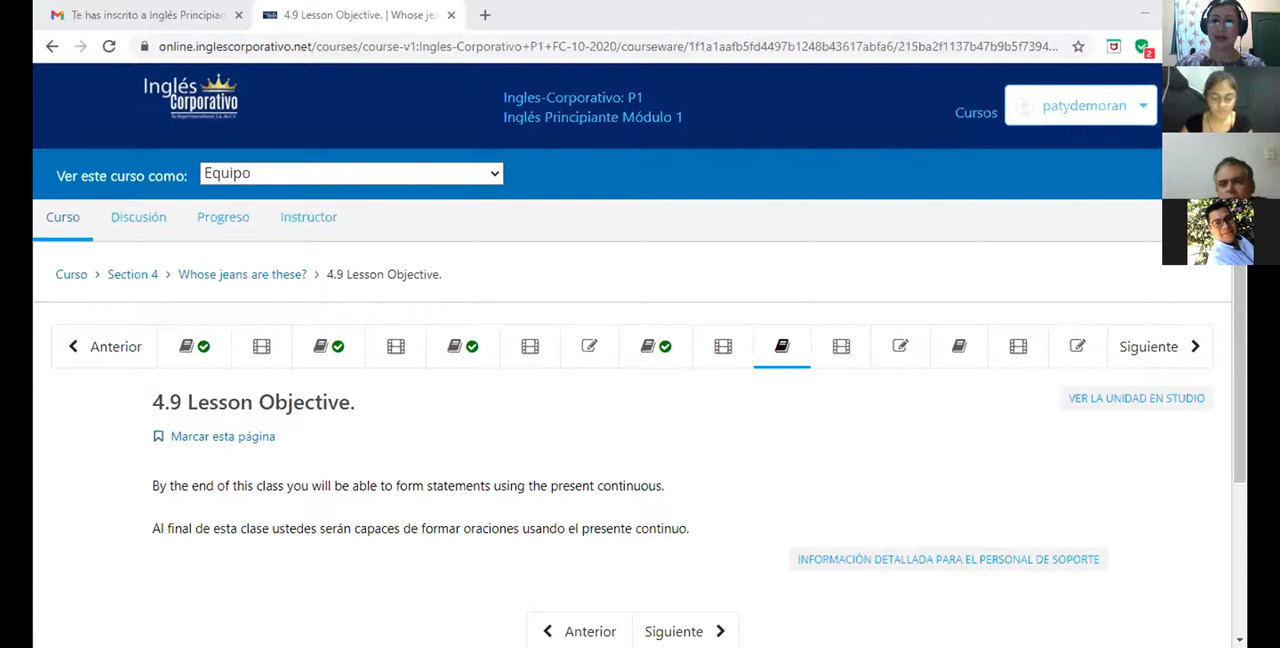 Te has inscrito a Inglés Principian
4.9 Lesson Objective. | Whose jea
online.inglescorporativo.net/courses/course-v1:Ingles-Corporativo+P1+FC-10-2020/courseware/1f1a1aafb5fd4497b1248b43617abfa6/215ba2f1137b47b9b5f7394...
2
Inglés
Corporativo
Ingles-Corporativo: P1
Inglés Principiante Módulo 1
Cursos
patydemoran
Ver este curso como:
Equipo
Curso
Discusión
Progreso
Instructor
Curso > Section 4 > Whose jeans are these? > 4.9 Lesson Objective.
Anterior
Siguiente
4.9 Lesson Objective.
VER LA UNIDAD EN STUDIO
Marcar esta página
By the end of this class you will be able to form statements using the present continuous.
Al final de esta clase ustedes serán capaces de formar oraciones usando el presente continuo.
INFORMACIÓN DETALLADA PARA EL PERSONAL DE SOPORTE
Anterior
Siguiente